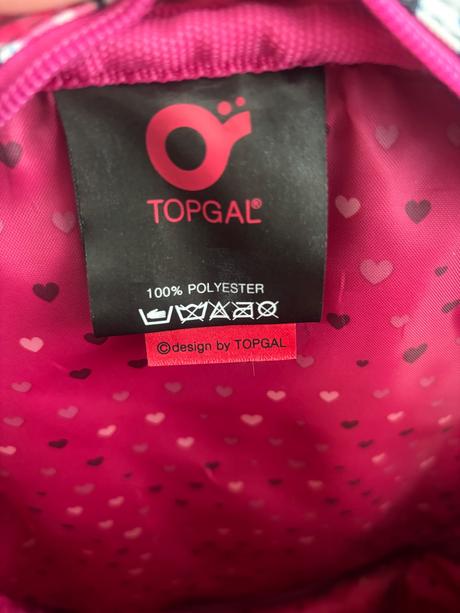 TOPGAL®
100% POLYESTER
©design by TOPGAL